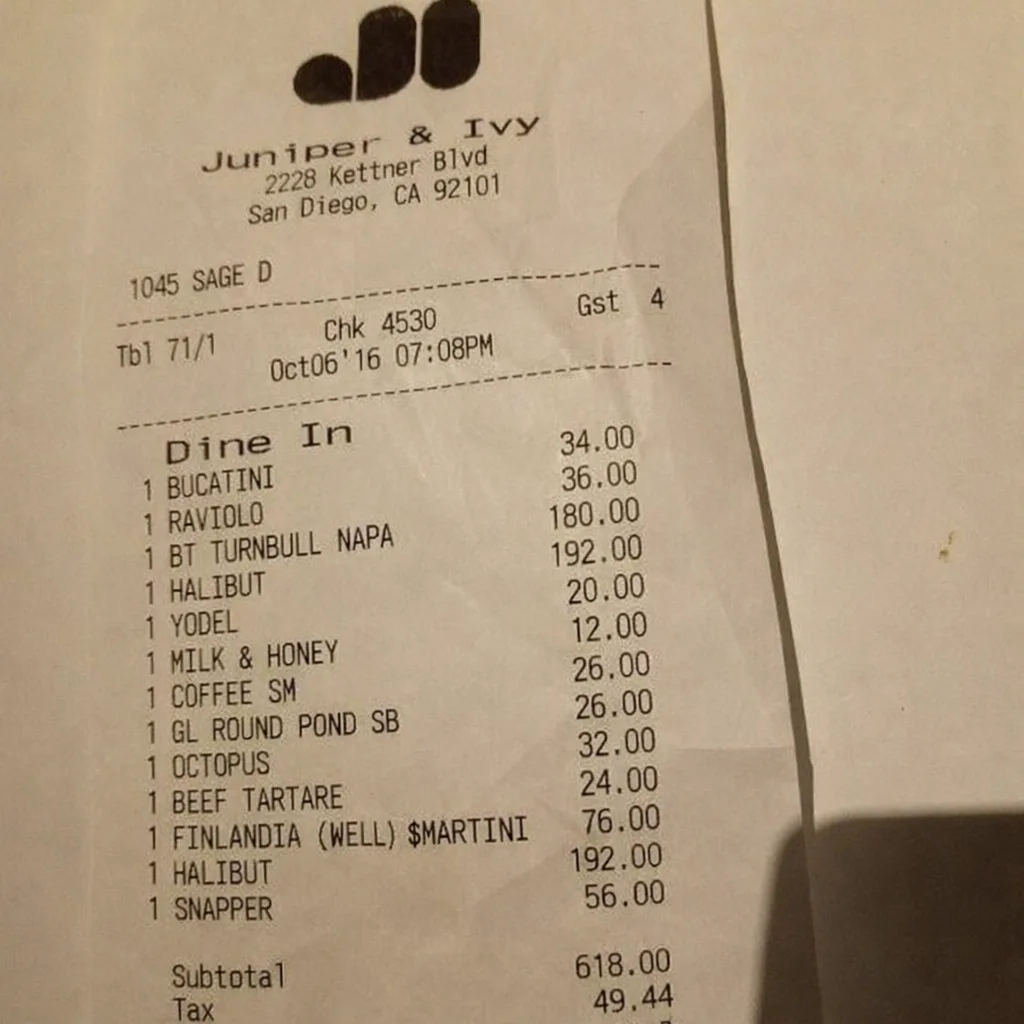 Juniper & Ivy
2228 Kettner Blvd
San Diego, CA 92101
1045 SAGE D
Tbl 71/1 Chk 4530 Gst 4
Oct06'16 07:08PM
Dine In
1 BUCATINI 34.00
1 RAVIOLO 36.00
1 BT TURNBULL NAPA 180.00
1 HALIBUT 192.00
1 YODEL 20.00
1 MILK & HONEY 12.00
1 COFFEE SM 26.00
1 GL ROUND POND SB 26.00
1 OCTOPUS 32.00
1 BEEF TARTARE 24.00
1 FINLANDIA (WELL) $MARTINI 76.00
1 HALIBUT 192.00
1 SNAPPER 56.00
Subtotal 618.00
Tax 49.44